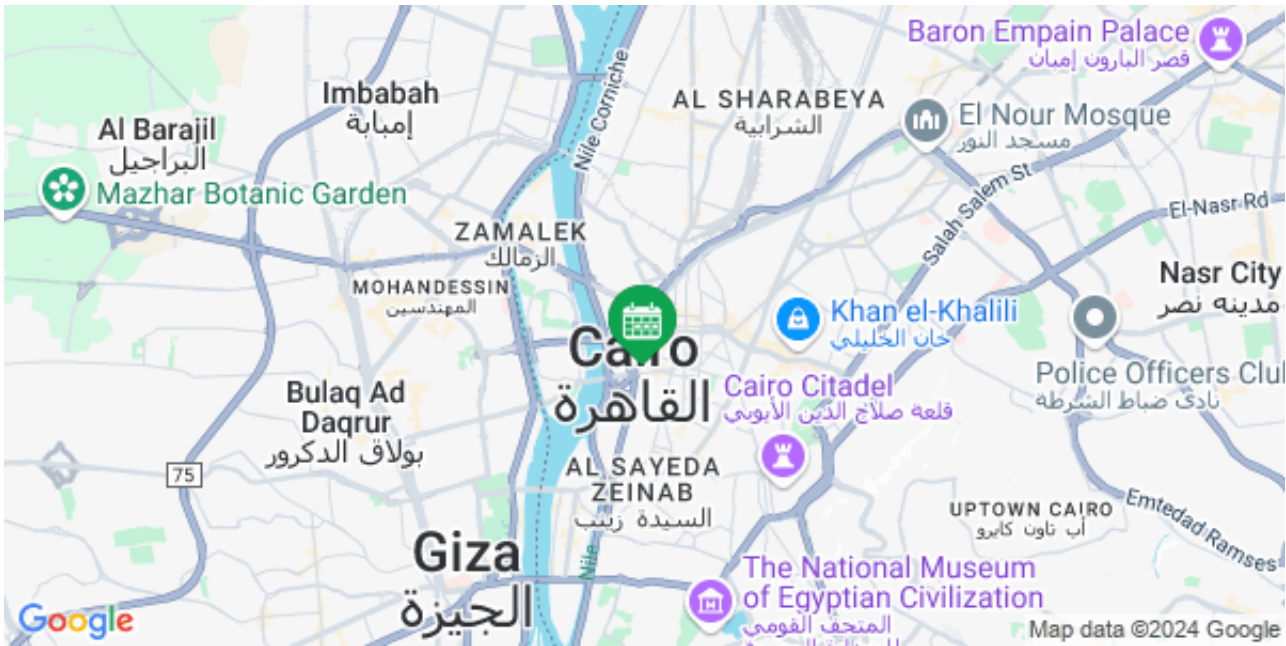 Baron Empain Palace
قصر البارون إمبان
Imbabah
إمبابة
Nile Corniche
AL SHARABEYA
الشرابية
El Nour Mosque
مسجد النور
Al Barajil
البراجيل
Mazhar Botanic Garden
Salah Salem St
El-Nasr Rd
ZAMALEK
الزمالك
MOHANDESSIN
المهندسين
Nasr City
مدينه نصر
Khan el-Khalili
خان الخليلي
Cairo
القاهرة
Police Officers Clu
نادى ضباط الشرطه
Cairo Citadel
قلعة صلاح الدين الأيوبي
Bulaq Ad
Daqrur
بولاق الدكرور
75
AL SAYEDA
ZEINAB
السيدة زينب
UPTOWN CAIRO
أب تاون كايرو
Emtedad Ramses
Giza
الجيزة
Nile
The National Museum
of Egyptian Civilization
المتحف القومي
Google
Map data ©2024 Google